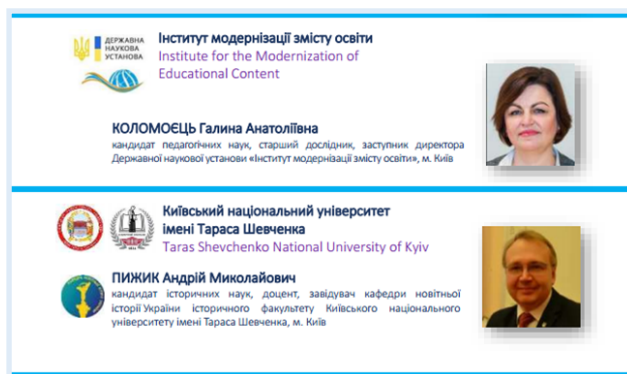 ДЕРЖАВНА
НАУКОВА
УСТАНОВА
Інститут модернізації змісту освіти
Institute for the Modernization of
Educational Content
КОЛОМОЄЦЬ Галина Анатоліївна
кандидат педагогічних наук, старший дослідник, заступник директора
Державної наукової установи «Інститут модернізації змісту освіти», м. Київ
Київський національний університет
імені Тараса Шевченка
Taras Shevchenko National University of Kyiv
ПИЖИК Андрій Миколайович
кандидат історичних наук, доцент, завідувач кафедри новітньої
історії України історичного факультету Київського національного
університету імені Тараса Шевченка, м. Київ